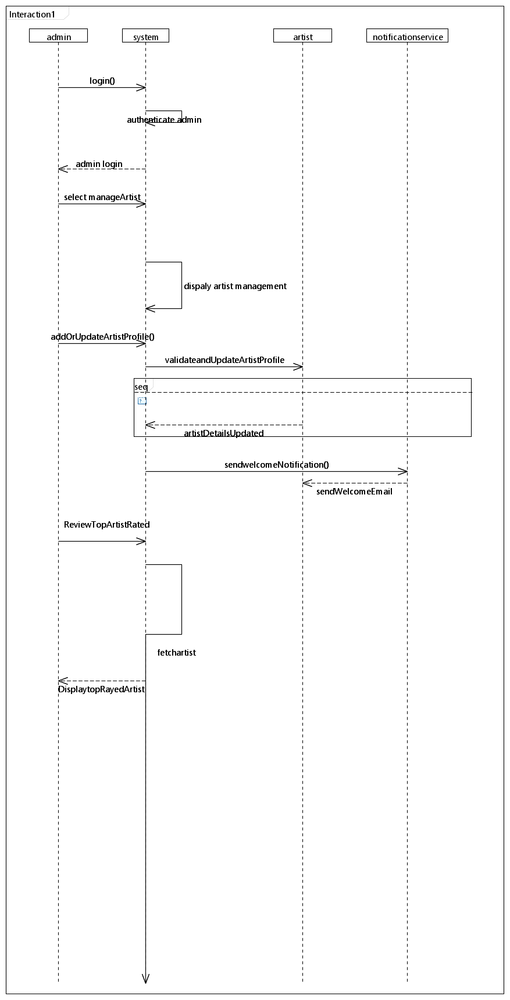 Interaction1
admin
system
artist
notificationservice
login()
authenticate admin
admin login
select manageArtist
dispaly artist management
addOrUpdateArtistProfile()
validateandUpdateArtistProfile
seq
?
artistDetailsUpdated
sendwelcomeNotification()
sendWelcomeEmail
ReviewTopArtistRated
fetchartist
DisplaytopRayedArtist